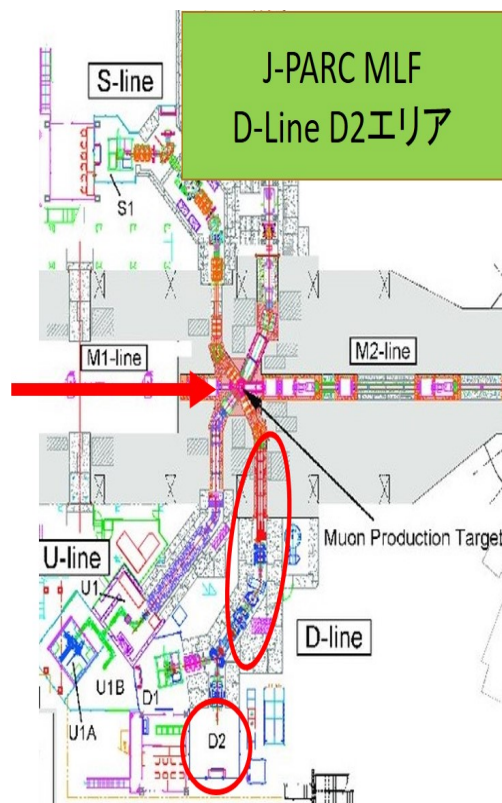 J-PARC MLF
D-Line D2エリア
S-line
S1
M1-line
M2-line
Muon Production Target
U-line
U1
D-line
U1B
D1
U1A
D2